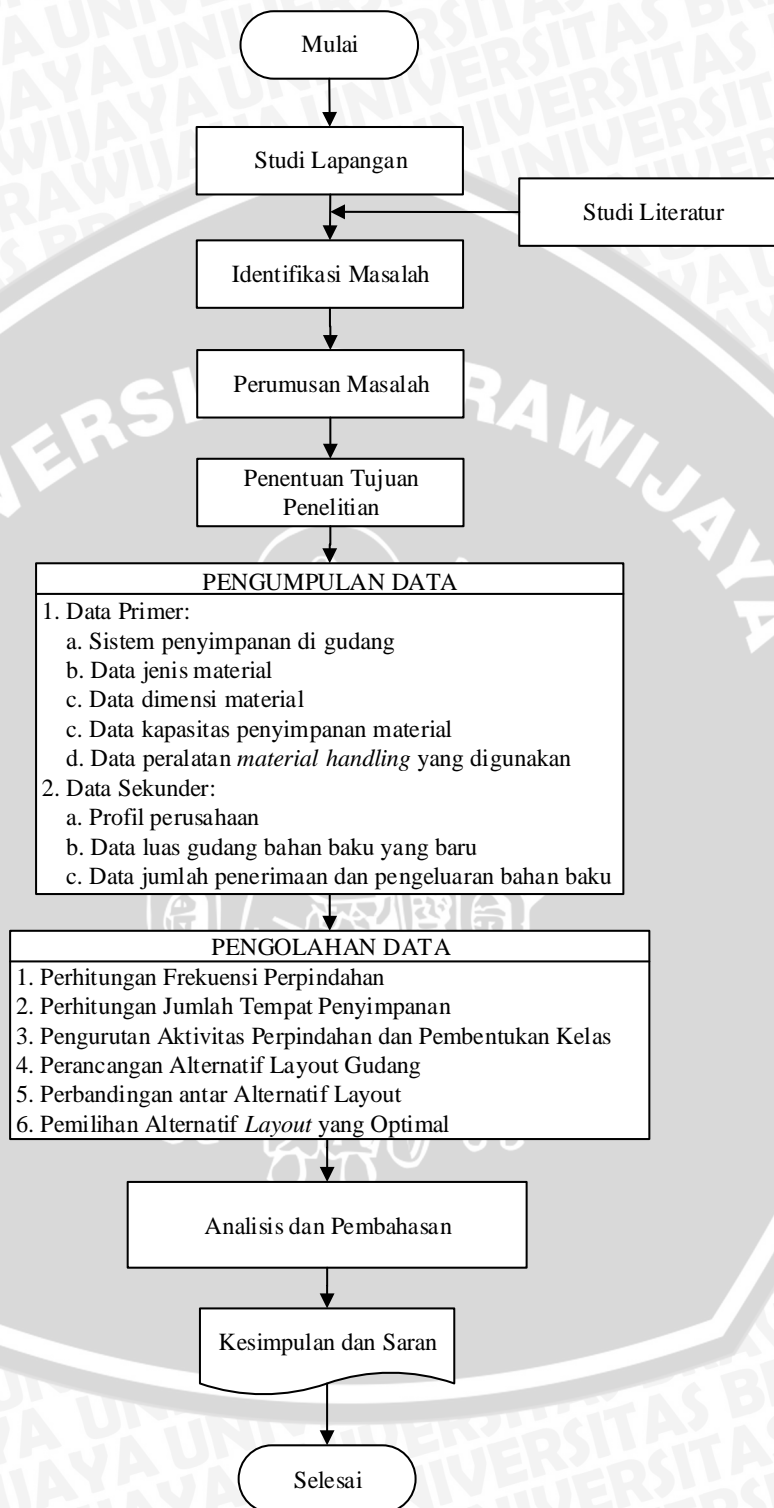 Mulai
Studi Lapangan
Studi Literatur
Identifikasi Masalah
Perumusan Masalah
Penentuan Tujuan
Penelitian
PENGUMPULAN DATA
1. Data Primer:
a. Sistem penyimpanan di gudang
b. Data jenis material
c. Data dimensi material
c. Data kapasitas penyimpanan material
d. Data peralatan material handling yang digunakan
2. Data Sekunder:
a. Profil perusahaan
b. Data luas gudang bahan baku yang baru
c. Data jumlah penerimaan dan pengeluaran bahan baku
PENGOLAHAN DATA
1. Perhitungan Frekuensi Perpindahan
2. Perhitungan Jumlah Tempat Penyimpanan
3. Pengurutan Aktivitas Perpindahan dan Pembentukan Kelas
4. Perancangan Alternatif Layout Gudang
5. Perbandingan antar Alternatif Layout
6. Pemilihan Alternatif Layout yang Optimal
Analisis dan Pembahasan
Kesimpulan dan Saran
Selesai